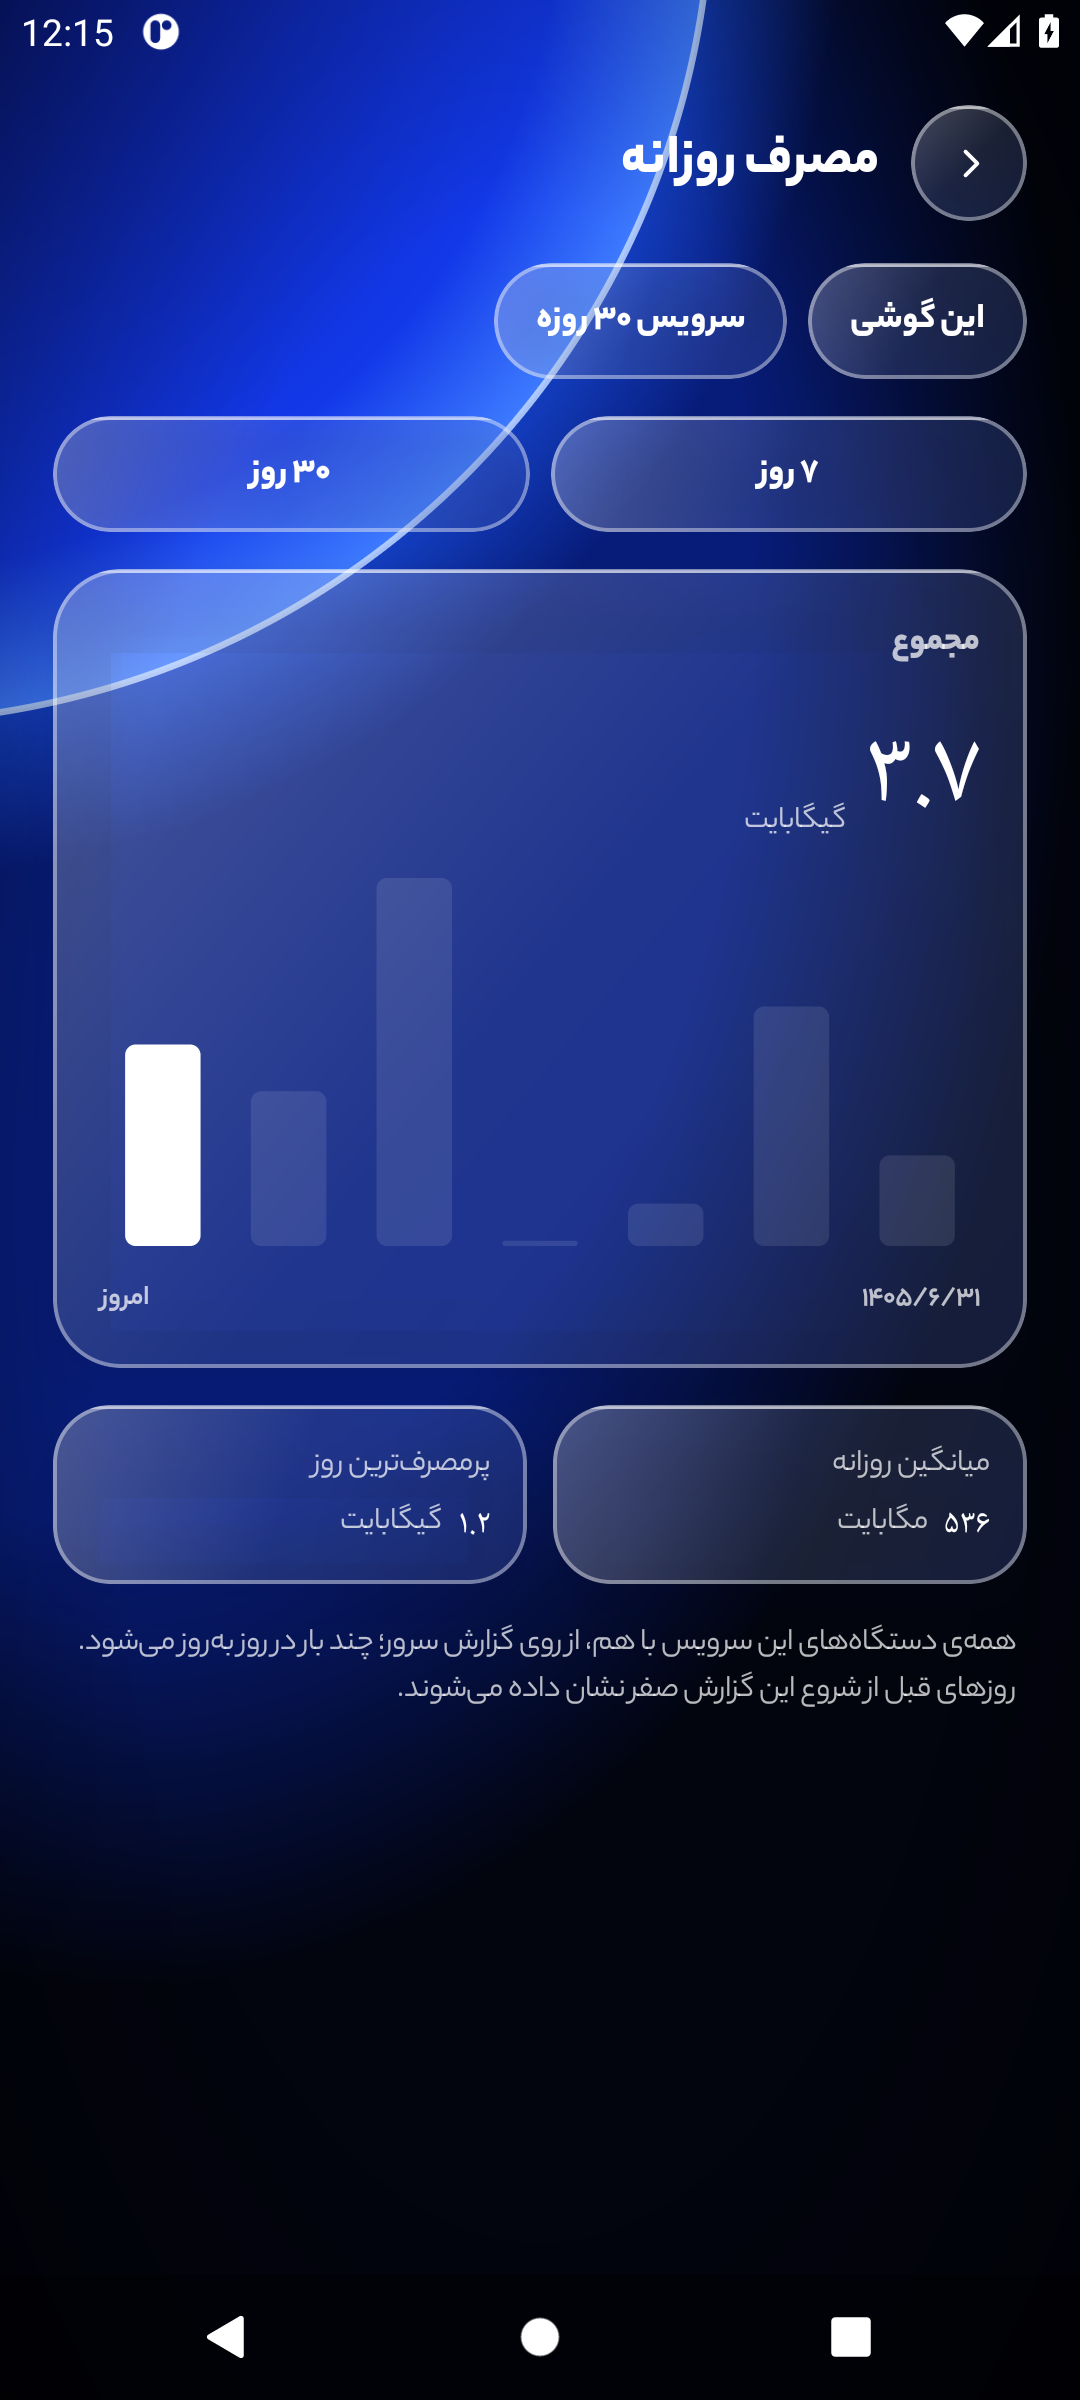 12:15
مصرف روزانه
این گوشی
سرویس ۳۰ روزه
۷ روز
۳۰ روز
مجموع
۳.۷ گیگابایت
۱۴۰۵/۶/۳۱
امروز
میانگین روزانه
۵۳۶ مگابایت
پرمصرف‌ترین روز
۱.۲ گیگابایت
همه‌ی دستگاه‌های این سرویس با هم، از روی گزارش سرور؛ چند بار در روز به‌روز می‌شود.
روزهای قبل از شروع این گزارش صفر نشان داده می‌شوند.